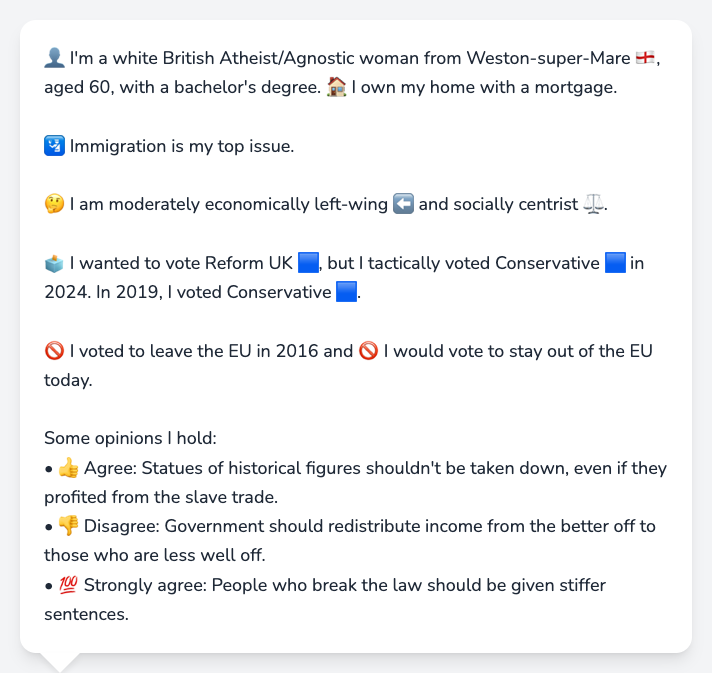 👤 I'm a white British Atheist/Agnostic woman from Weston-super-Mare 🏴󠁧󠁢󠁥󠁮󠁧󠁿,
aged 60, with a bachelor's degree. 🏠 I own my home with a mortgage.
🛂 Immigration is my top issue.
🤔 I am moderately economically left-wing ⬅️ and socially centrist ⚖️.
🗳️ I wanted to vote Reform UK 🟦, but I tactically voted Conservative 🟦 in
2024. In 2019, I voted Conservative 🟦.
🚫 I voted to leave the EU in 2016 and 🚫 I would vote to stay out of the EU
today.
Some opinions I hold:
• 👍 Agree: Statues of historical figures shouldn't be taken down, even if they
profited from the slave trade.
• 👎 Disagree: Government should redistribute income from the better off to
those who are less well off.
• 💯 Strongly agree: People who break the law should be given stiffer
sentences.